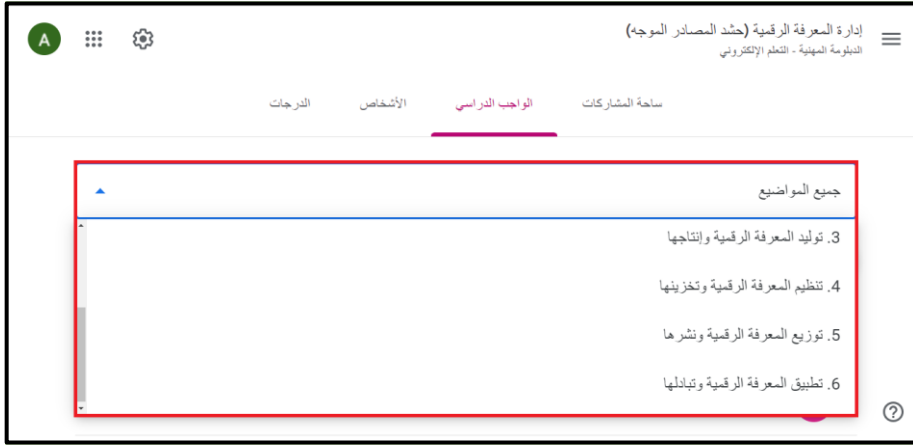 إدارة المعرفة الرقمية (حشد المصادر الموجه)
الدبلومة المهنية - التعلم الإلكتروني
A
ساحة المشاركات
الواجب الدراسي
الأشخاص
الدرجات
جميع المواضيع
3. توليد المعرفة الرقمية وإنتاجها
4. تنظيم المعرفة الرقمية وتخزينها
5. توزيع المعرفة الرقمية ونشرها
6. تطبيق المعرفة الرقمية وتبادلها